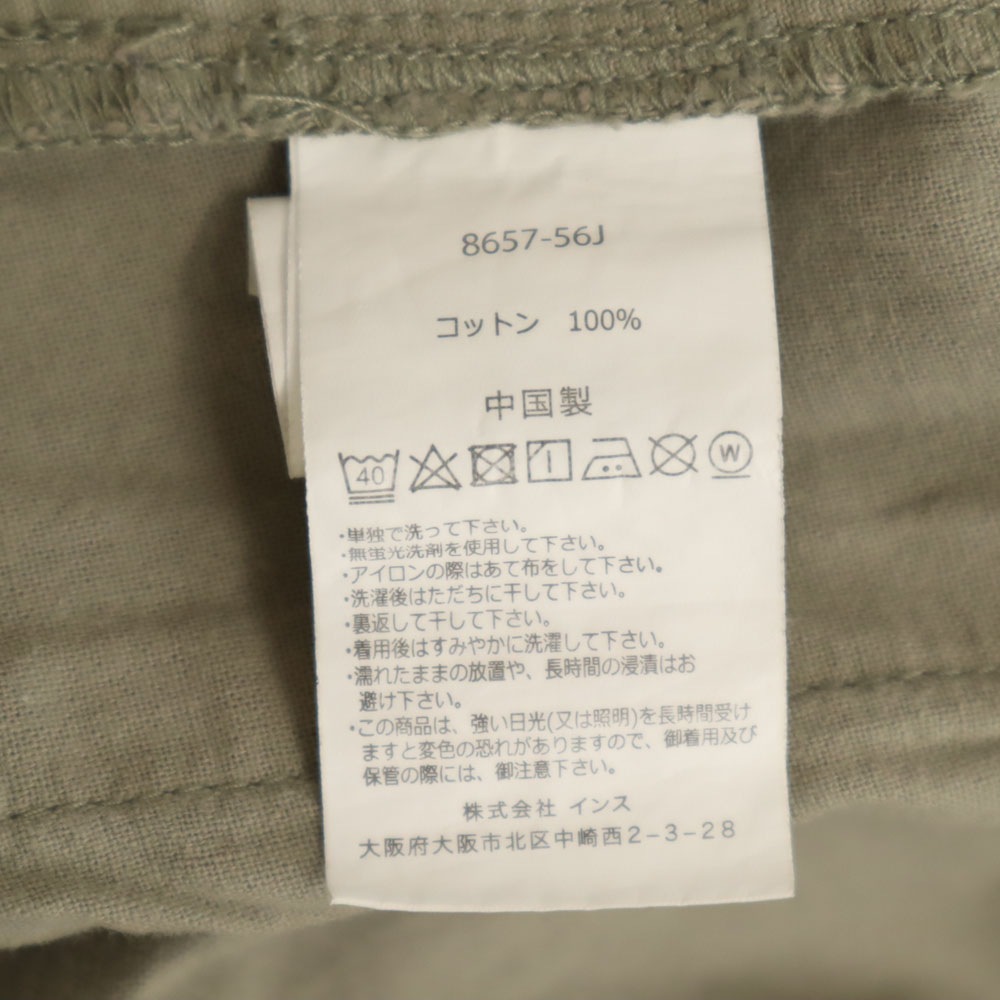 8657-56J
コットン 100%
中国製
40 W
・単独で洗って下さい。
・無蛍光洗剤を使用して下さい。
・アイロンの際はあて布をして下さい。
・洗濯後はただちに干して下さい。
・裏返して干して下さい。
・着用後はすみやかに洗濯して下さい。
・濡れたままの放置や、長時間の浸漬はお
避け下さい。
・この商品は、強い日光(又は照明)を長時間受け
ますと変色の恐れがありますので、御着用及び
保管の際には、御注意下さい。
株式会社 インス
大阪府大阪市北区中崎西2-3-28